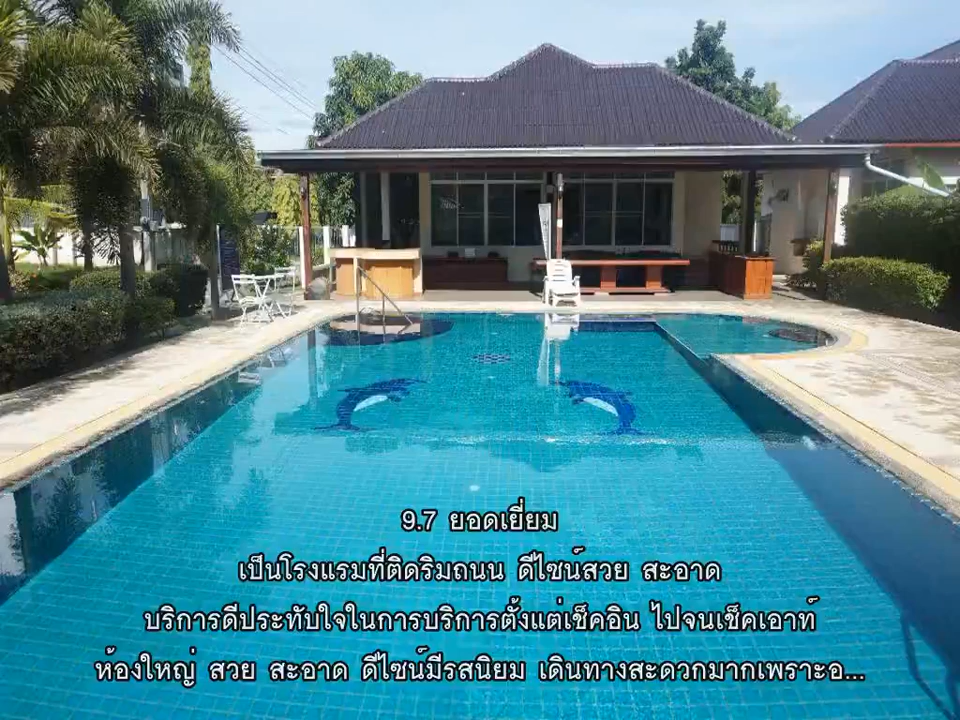 9.7 ยอดเยี่ยม
เป็นโรงแรมที่ติดริมถนน ดีไซน์สวย สะอาด
บริการดีประทับใจในการบริการตั้งแต่เช็คอิน ไปจนเช็คเอาท์
ห้องใหญ่ สวย สะอาด ดีไซน์มีรสนิยม เดินทางสะดวกมากเพราะอ...